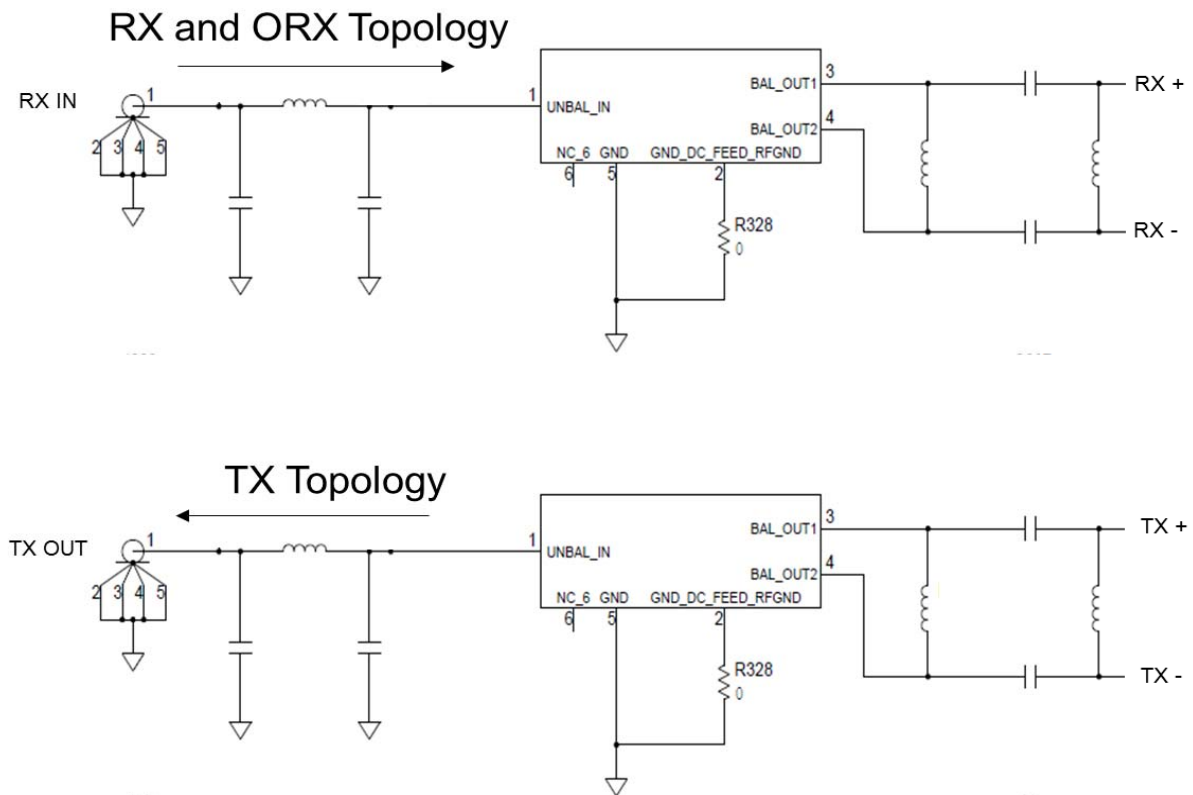 RX and ORX Topology
RX IN
1
2 3 4 5
1
UNBAL_IN
BAL_OUT1
3
BAL_OUT2
4
NC_6 GND GND_DC_FEED_RFGND
6 5 2
R328
0
RX +
RX -
TX Topology
TX OUT
1
2 3 4 5
1
UNBAL_IN
BAL_OUT1
3
BAL_OUT2
4
NC_6 GND GND_DC_FEED_RFGND
6 5 2
R328
0
TX +
TX -